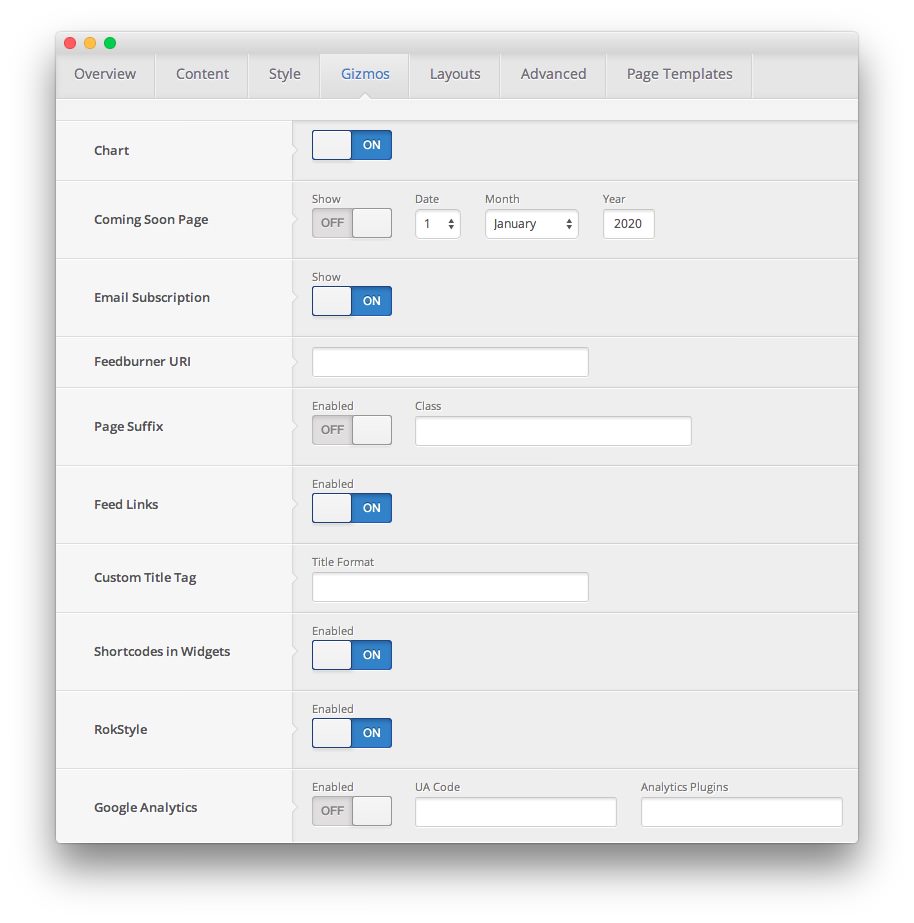 Overview Content Style Gizmos Layouts Advanced Page Templates
Chart ON
Show Date Month Year
Coming Soon Page OFF 1 January 2020
Show
Email Subscription ON
Feedburner URI
Enabled Class
Page Suffix OFF
Enabled
Feed Links ON
Title Format
Custom Title Tag
Enabled
Shortcodes in Widgets ON
Enabled
RokStyle ON
Enabled UA Code Analytics Plugins
Google Analytics OFF